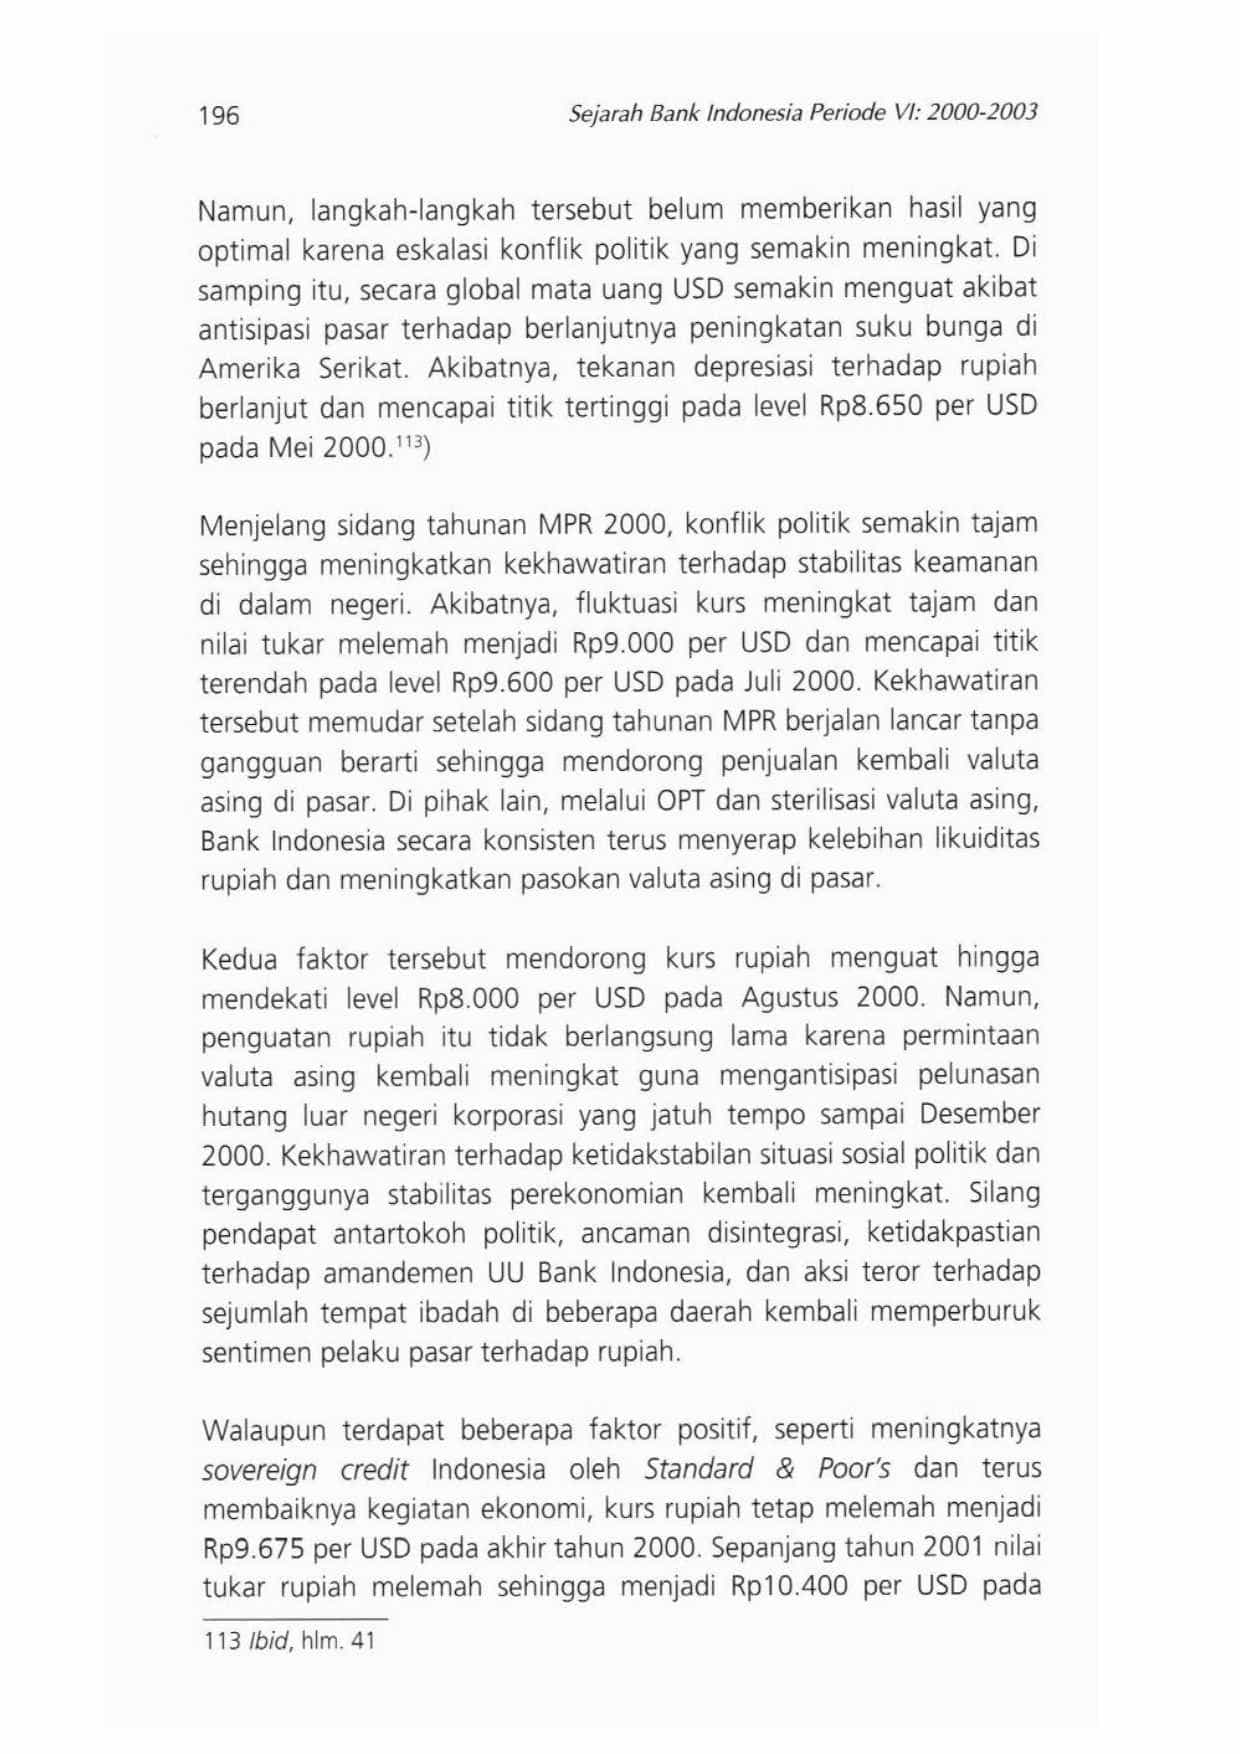 196
Sejarah Bank Indonesia Periode VI: 2000-2003
Namun, langkah-langkah tersebut belum memberikan hasil yang
optimal karena eskalasi konflik politik yang semakin meningkat. Di
samping itu, secara global mata uang USD semakin menguat akibat
antisipasi pasar terhadap berlanjutnya peningkatan suku bunga di
Amerika Serikat. Akibatnya, tekanan depresiasi terhadap rupiah
berlanjut dan mencapai titik tertinggi pada level Rp8.650 per USD
pada Mei 2000.¹¹³)
Menjelang sidang tahunan MPR 2000, konflik politik semakin tajam
sehingga meningkatkan kekhawatiran terhadap stabilitas keamanan
di dalam negeri. Akibatnya, fluktuasi kurs meningkat tajam dan
nilai tukar melemah menjadi Rp9.000 per USD dan mencapai titik
terendah pada level Rp9.600 per USD pada Juli 2000. Kekhawatiran
tersebut memudar setelah sidang tahunan MPR berjalan lancar tanpa
gangguan berarti sehingga mendorong penjualan kembali valuta
asing di pasar. Di pihak lain, melalui OPT dan sterilisasi valuta asing,
Bank Indonesia secara konsisten terus menyerap kelebihan likuiditas
rupiah dan meningkatkan pasokan valuta asing di pasar.
Kedua faktor tersebut mendorong kurs rupiah menguat hingga
mendekati level Rp8.000 per USD pada Agustus 2000. Namun,
penguatan rupiah itu tidak berlangsung lama karena permintaan
valuta asing kembali meningkat guna mengantisipasi pelunasan
hutang luar negeri korporasi yang jatuh tempo sampai Desember
2000. Kekhawatiran terhadap ketidakstabilan situasi sosial politik dan
terganggunya stabilitas perekonomian kembali meningkat. Silang
pendapat antartokoh politik, ancaman disintegrasi, ketidakpastian
terhadap amandemen UU Bank Indonesia, dan aksi teror terhadap
sejumlah tempat ibadah di beberapa daerah kembali memperburuk
sentimen pelaku pasar terhadap rupiah.
Walaupun terdapat beberapa faktor positif, seperti meningkatnya
sovereign credit Indonesia oleh Standard & Poor's dan terus
membaiknya kegiatan ekonomi, kurs rupiah tetap melemah menjadi
Rp9.675 per USD pada akhir tahun 2000. Sepanjang tahun 2001 nilai
tukar rupiah melemah sehingga menjadi Rp10.400 per USD pada
113 Ibid, hlm. 41